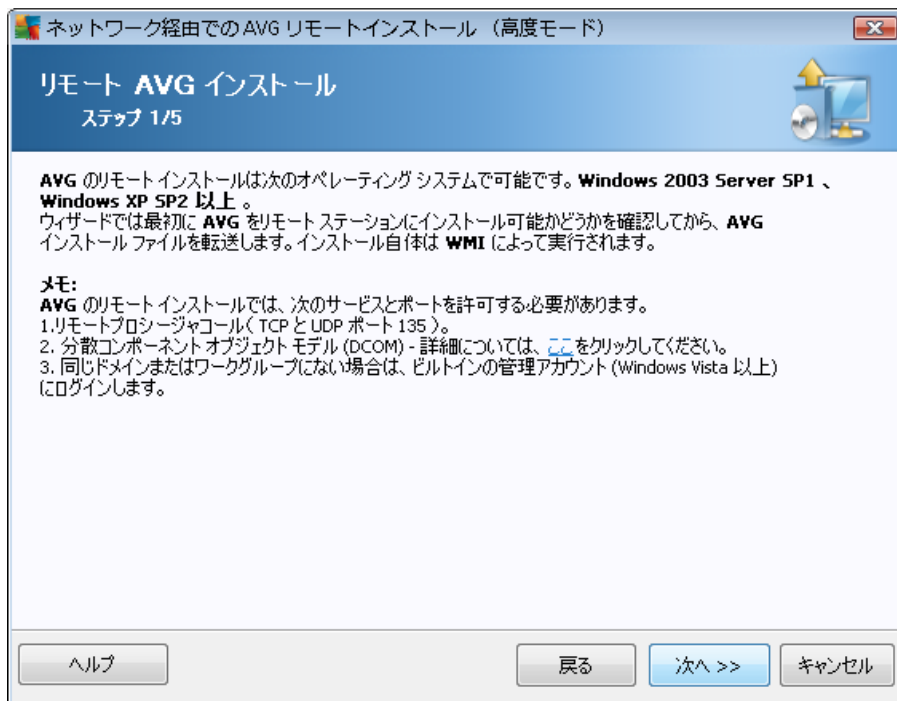 ネットワーク経由でのAVG リモートインストール （高度モード）
リモート AVG インストール
ステップ 1/5
AVG のリモート インストールは次のオペレーティング システムで可能です。Windows 2003 Server SP1 、
Windows XP SP2 以上 。
ウィザードでは最初に AVG をリモート ステーションにインストール可能かどうかを確認してから、AVG
インストール ファイルを転送します。インストール自体は WMI によって実行されます。
メモ:
AVG のリモート インストールでは、次のサービスとポートを許可する必要があります。
1.リモートプロシージャコール（ TCP と UDP ポート 135 ）。
2. 分散コンポーネント オブジェクト モデル (DCOM) - 詳細については、ここをクリックしてください。
3. 同じドメインまたはワークグループにない場合は、ビルトインの管理アカウント (Windows Vista 以上)
にログインします。
ヘルプ
戻る
次へ >>
キャンセル